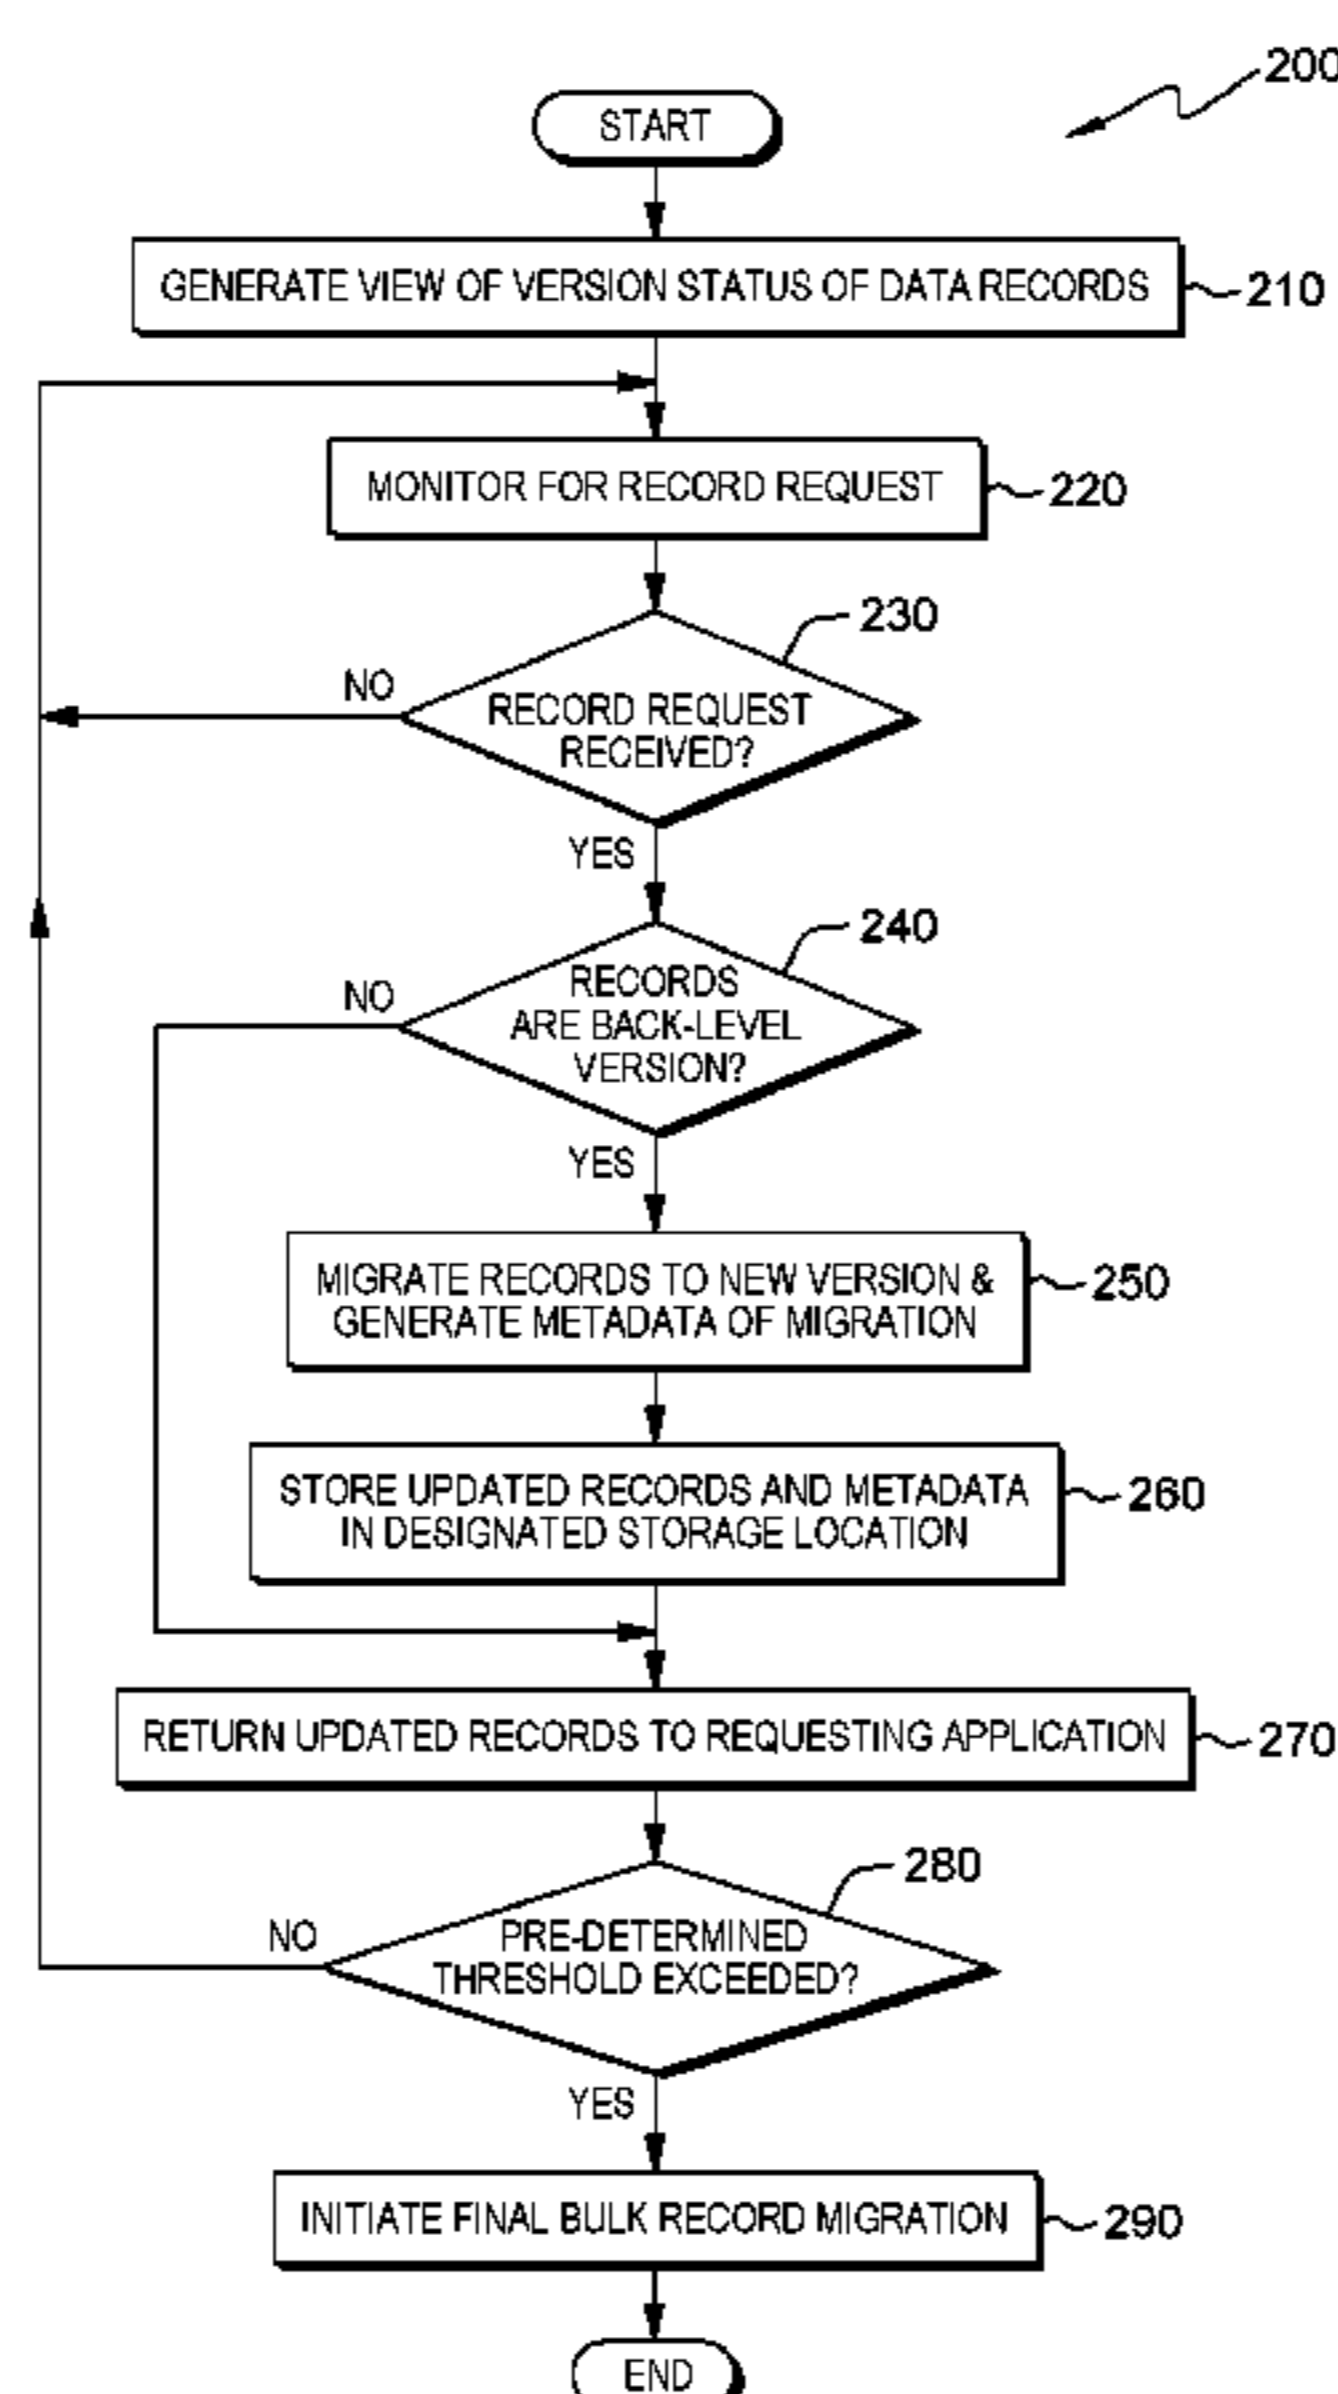 200
START
GENERATE VIEW OF VERSION STATUS OF DATA RECORDS
210
MONITOR FOR RECORD REQUEST
220
230
NO
RECORD REQUEST
RECEIVED?
YES
240
NO
RECORDS
ARE BACK-LEVEL
VERSION?
YES
MIGRATE RECORDS TO NEW VERSION &
GENERATE METADATA OF MIGRATION
250
STORE UPDATED RECORDS AND METADATA
IN DESIGNATED STORAGE LOCATION
260
RETURN UPDATED RECORDS TO REQUESTING APPLICATION
270
280
NO
PRE-DETERMINED
THRESHOLD EXCEEDED?
YES
INITIATE FINAL BULK RECORD MIGRATION
290
END